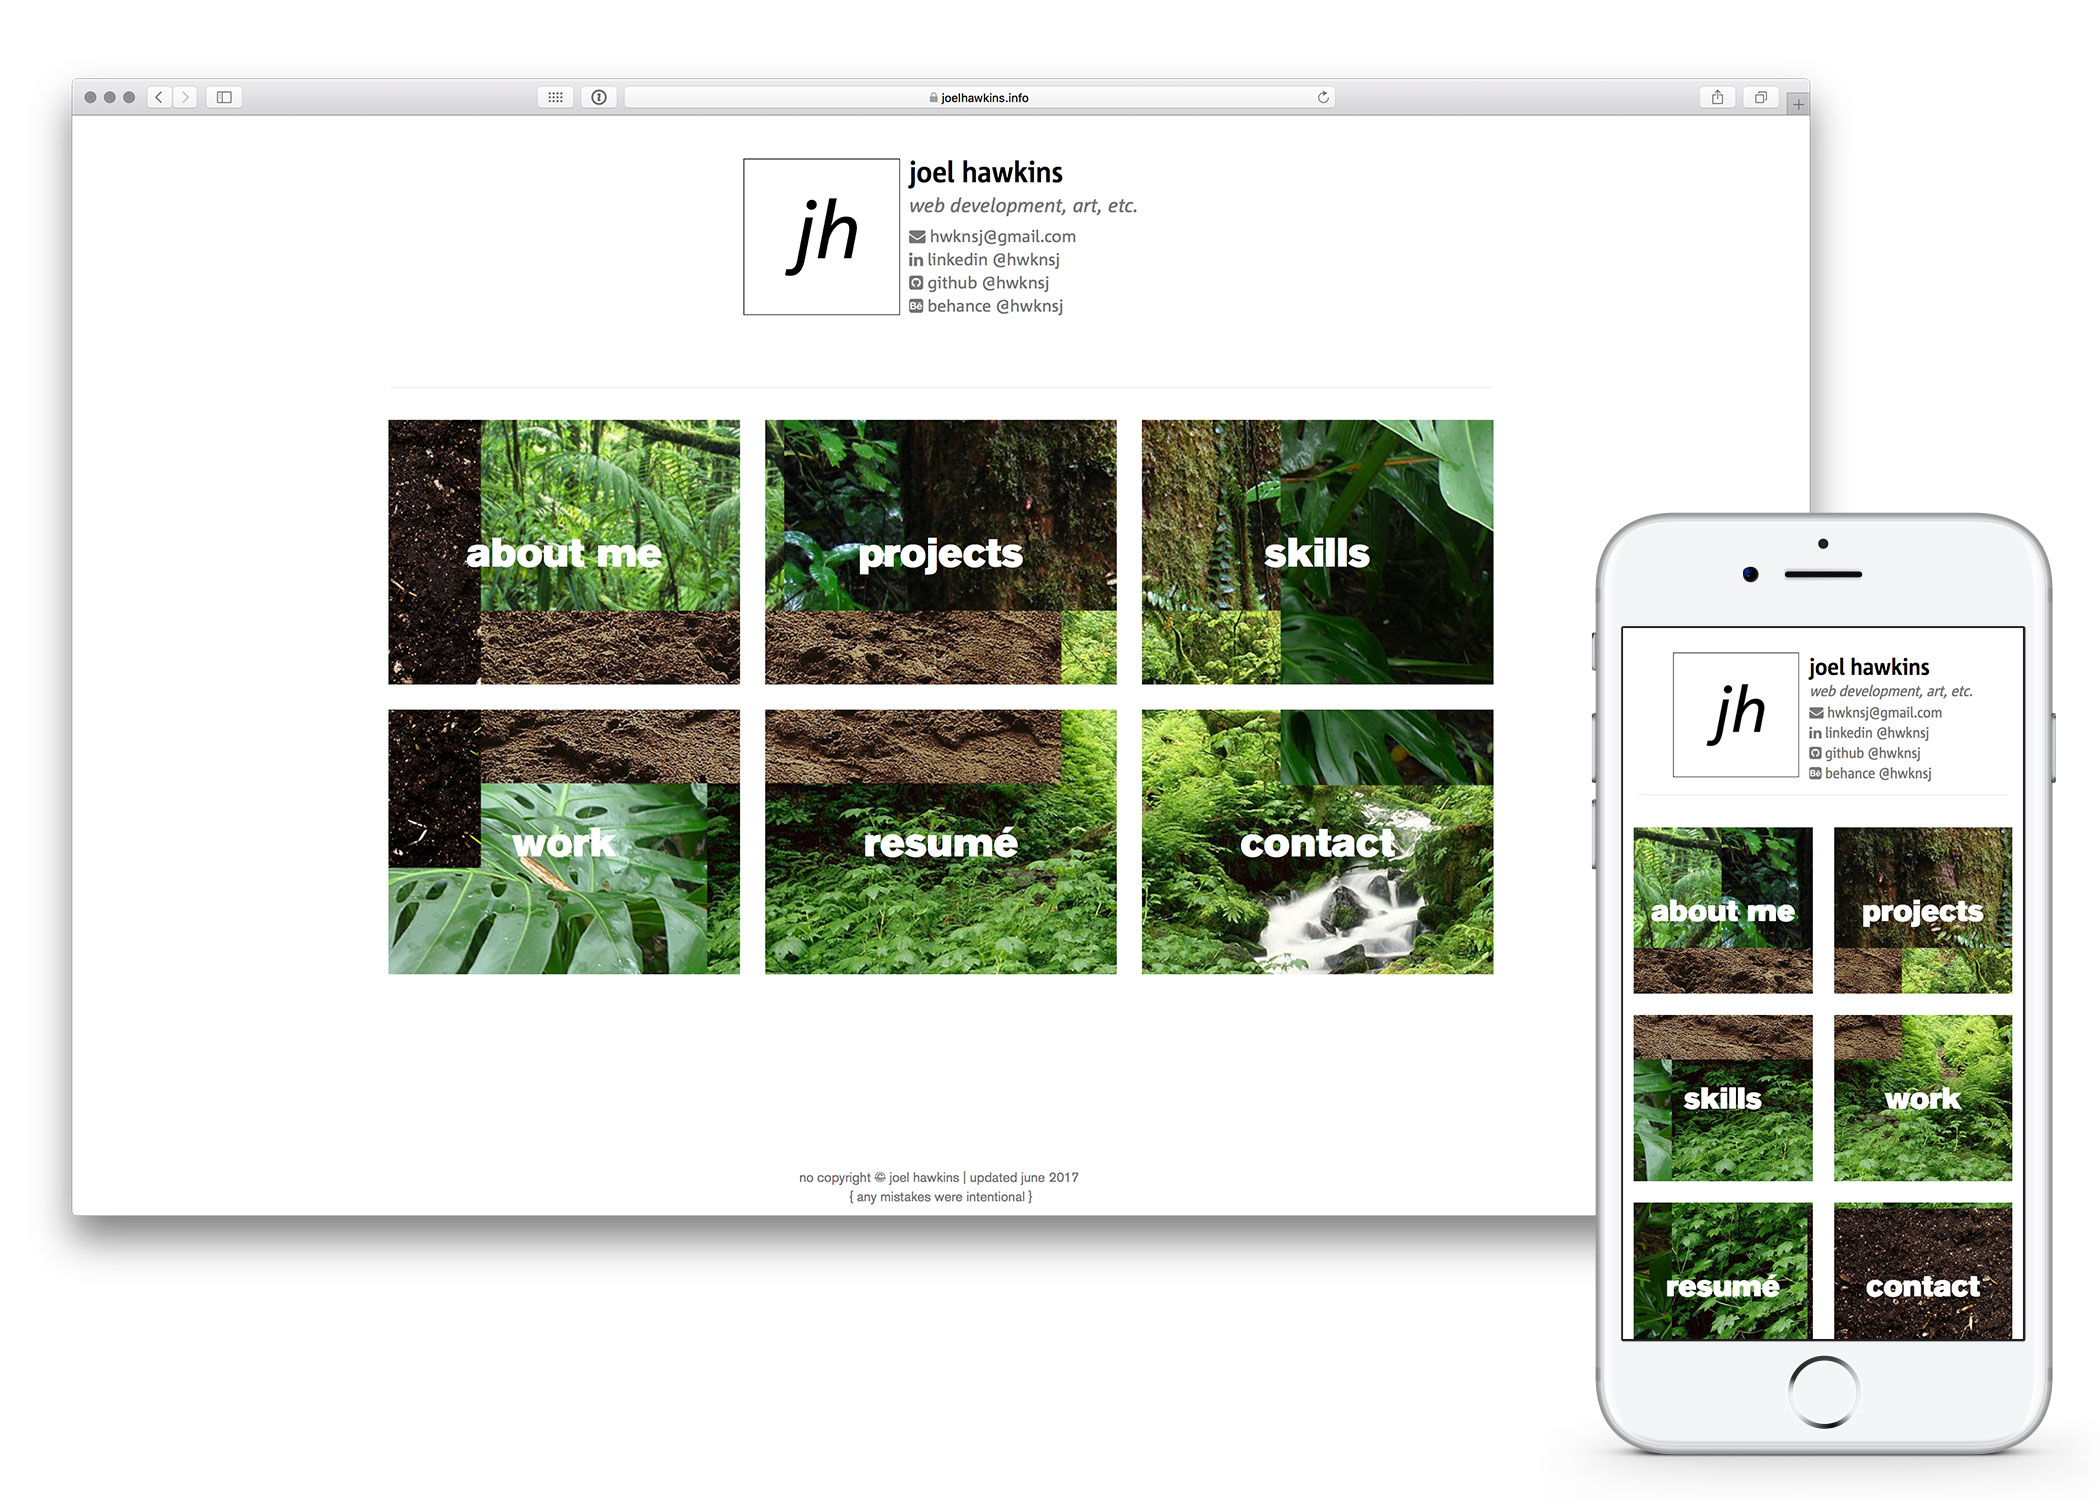 joelhawkins.info
jh
joel hawkins
web development, art, etc.
hwknsj@gmail.com
in linkedin @hwknsj
github @hwknsj
Bē behance @hwknsj
about me
projects
skills
work
resumé
contact
no copyright © joel hawkins | updated june 2017
{ any mistakes were intentional }
jh
joel hawkins
web development, art, etc.
hwknsj@gmail.com
in linkedin @hwknsj
github @hwknsj
Bē behance @hwknsj
about me
projects
skills
work
resumé
contact